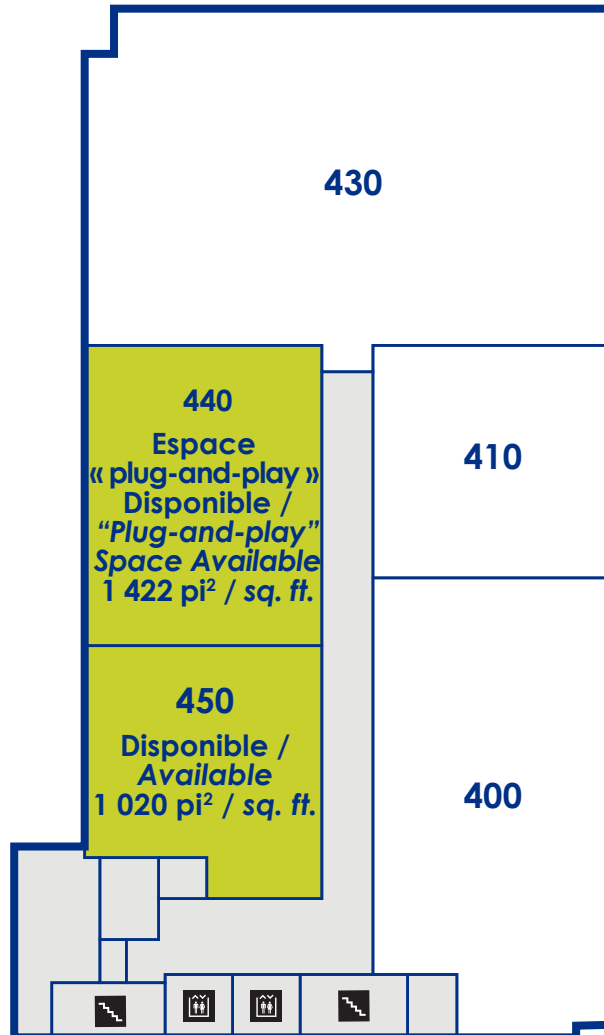 430
440
Espace
« plug-and-play »
Disponible /
“Plug-and-play”
Space Available
1 422 pi² / sq. ft.
410
450
Disponible /
Available
1 020 pi² / sq. ft.
400